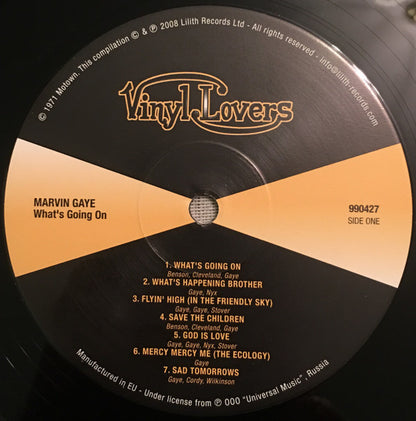 © 1971 Motown. This compilation © & ℗ 2008 Lilith Records Ltd - All rights reserved - info@lilith-records.com
Vinyl Lovers
MARVIN GAYE
What's Going On
990427
SIDE ONE
1. WHAT'S GOING ON
Benson, Cleveland, Gaye
2. WHAT'S HAPPENING BROTHER
Gaye, Nyx
3. FLYIN' HIGH (IN THE FRIENDLY SKY)
Gaye, Gaye, Stover
4. SAVE THE CHILDREN
Benson, Cleveland, Gaye
5. GOD IS LOVE
Gaye, Gaye, Nyx, Stover
6. MERCY MERCY ME (THE ECOLOGY)
Gaye
7. SAD TOMORROWS
Gaye, Cordy, Wilkinson
Manufactured in EU - Under license from ℗ OOO "Universal Music", Russia